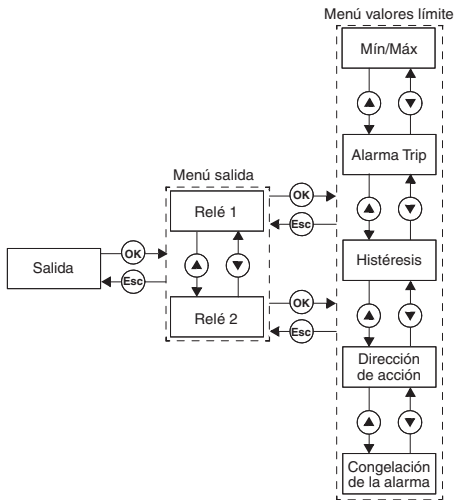 Menú valores límite
Mín/Máx
Alarma Trip
Menú salida
OK
Relé 1
Esc
OK
Salida
Esc
Histéresis
OK
Relé 2
Esc
Dirección
de acción
Congelación
de la alarma